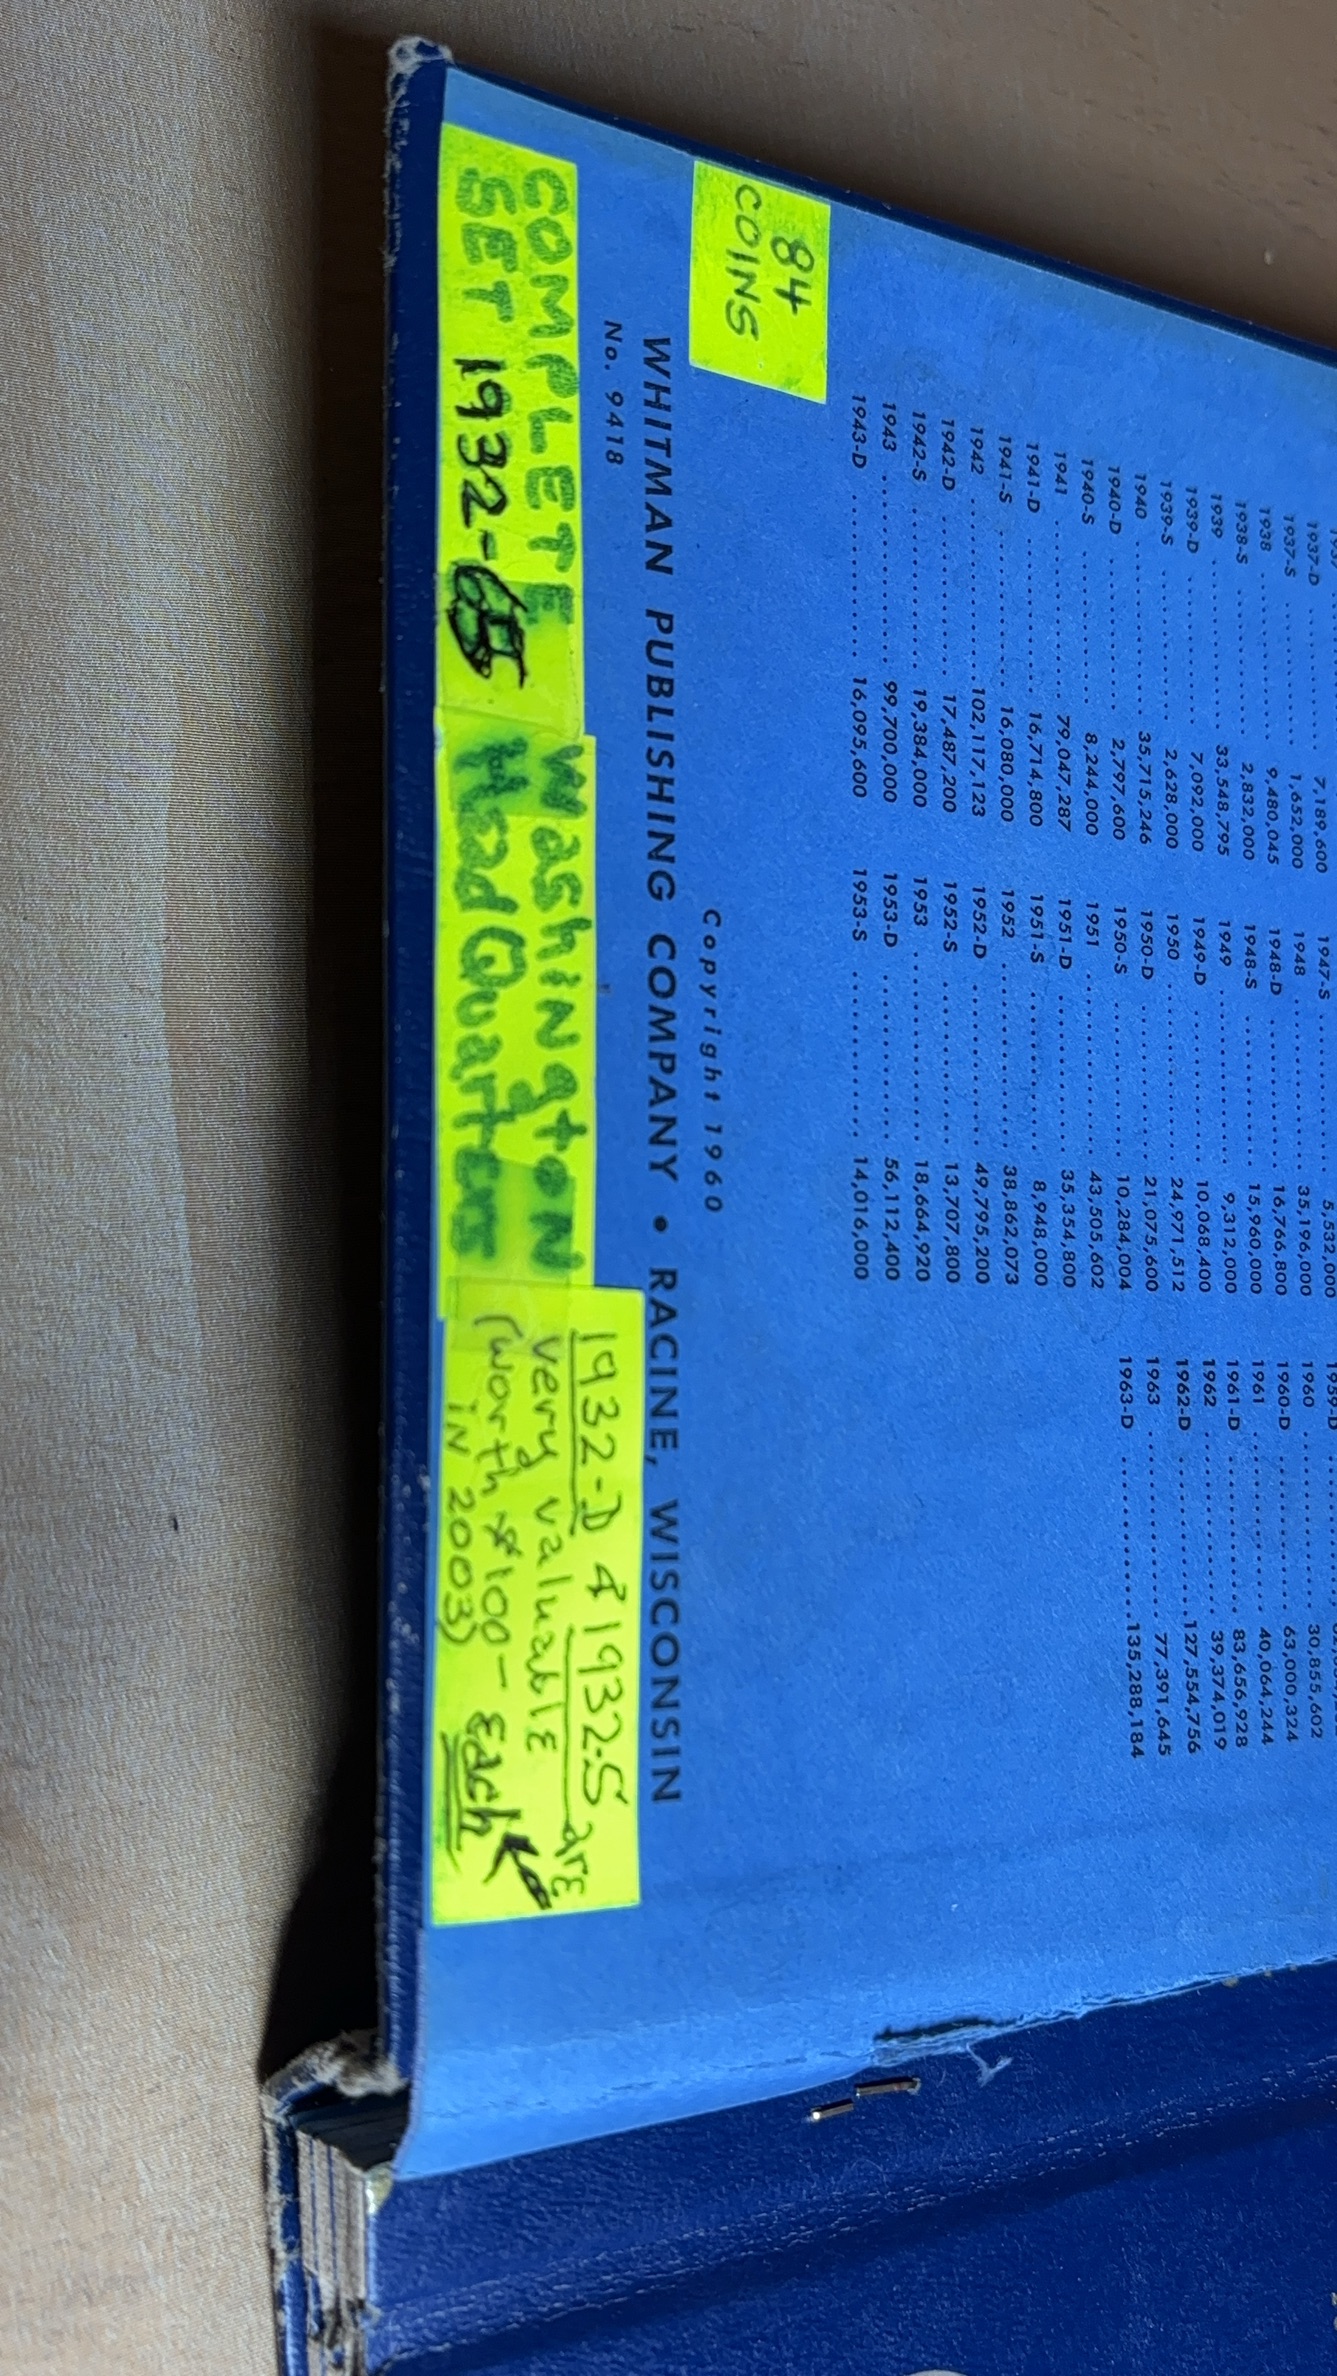 1937-D 7,189,600 1947-S 5,532,000 1959-D
1937-S 1,652,000 1948 35,196,000 1960 30,855,602
1938 9,480,045 1948-D 16,766,800 1960-D 63,000,324
1938-S 2,832,000 1948-S 15,960,000 1961 40,064,244
1939 33,548,795 1949 9,312,000 1961-D 83,656,928
1939-D 7,092,000 1949-D 10,068,400 1962 39,374,019
1939-S 2,628,000 1950 24,971,512 1962-D 127,554,756
1940 35,715,246 1950-D 21,075,600 1963 77,391,645
1940-D 2,797,600 1950-S 10,284,004 1963-D 135,288,184
1940-S 8,244,000 1951 43,505,602
1941 79,047,287 1951-D 35,354,800
1941-D 16,714,800 1951-S 8,948,000
1941-S 16,080,000 1952 38,862,073
1942 102,117,123 1952-D 49,795,200
1942-D 17,487,200 1952-S 13,707,800
1942-S 19,384,000 1953 18,664,920
1943 99,700,000 1953-D 56,112,400
1943-D 16,095,600 1953-S 14,016,000
84
COINS
Copyright 1960
WHITMAN PUBLISHING COMPANY • RACINE, WISCONSIN
No. 9418
COMPLETE
SET 1932-65
Washington
Head Quarters
1932-D & 1932-S are
very valuable
(worth $100- Each
in 2003)